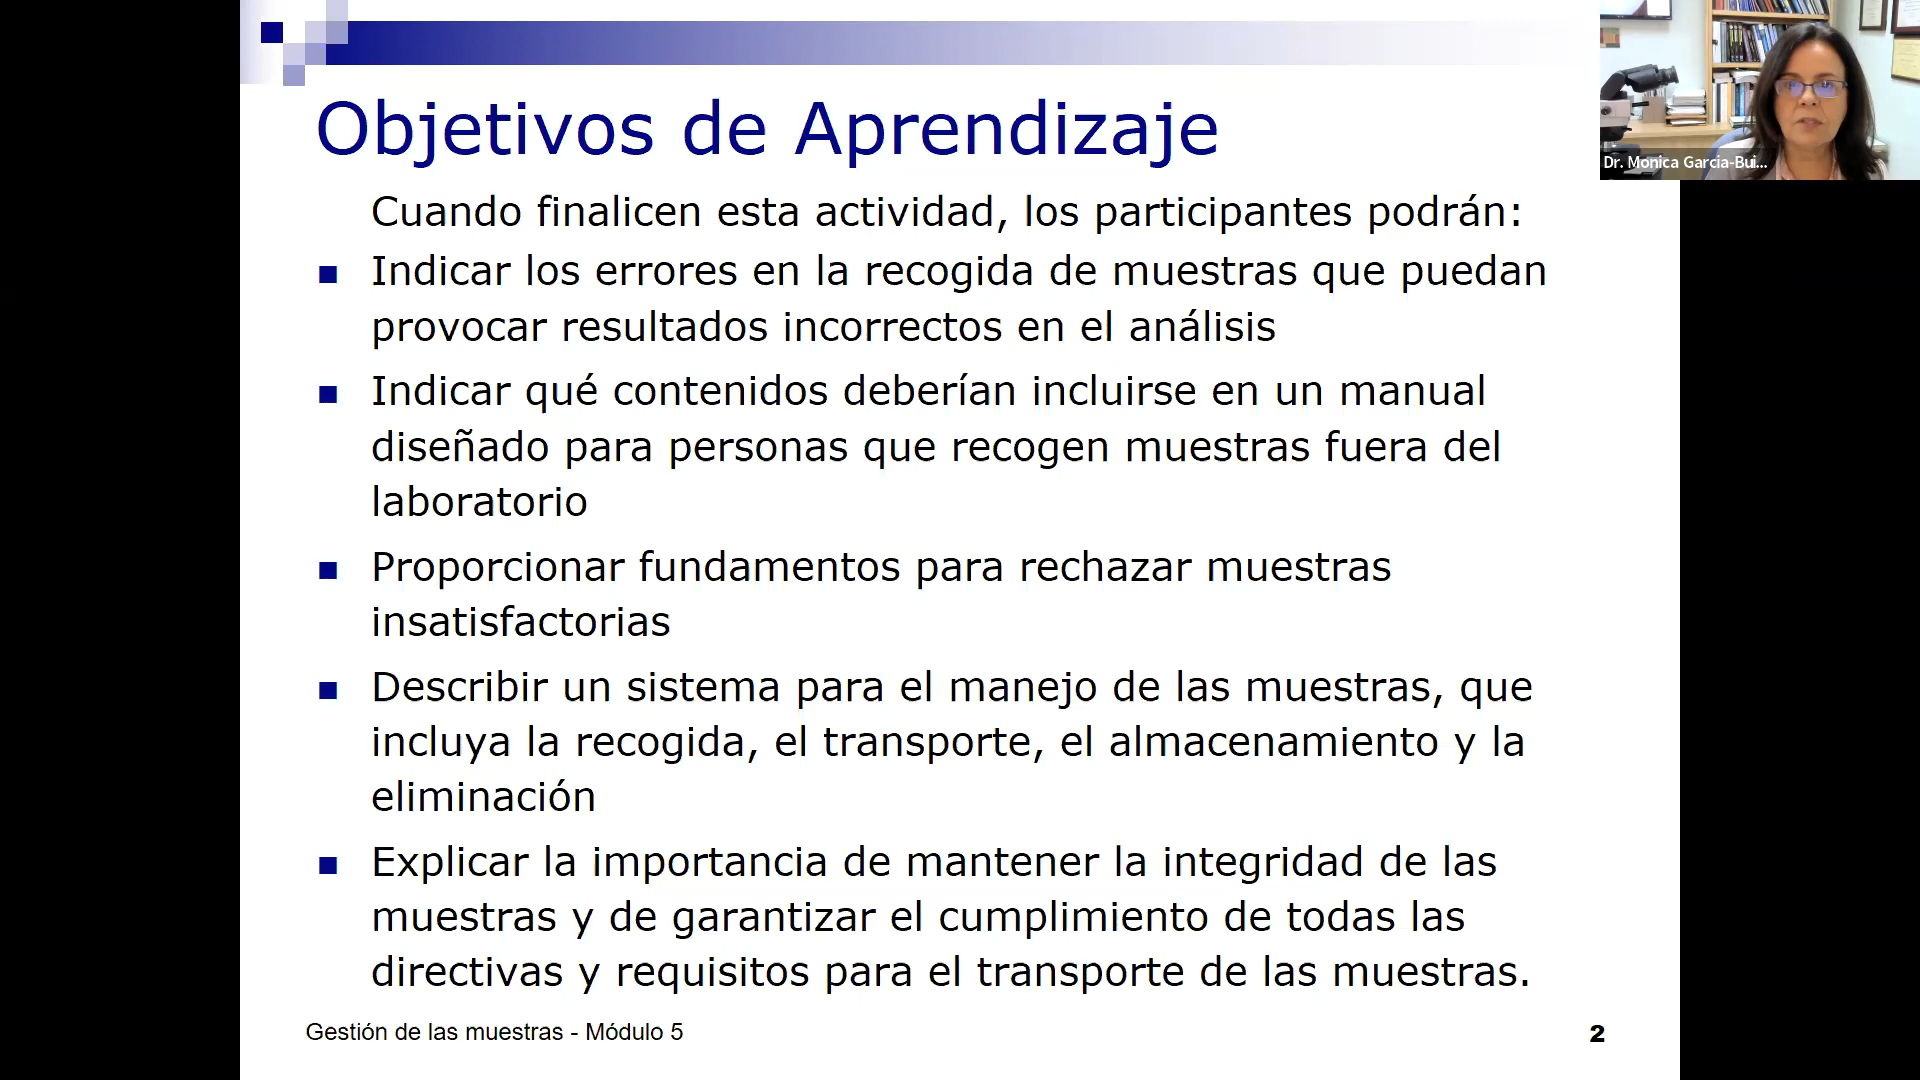 Objetivos de Aprendizaje
Cuando finalicen esta actividad, los participantes podrán:
Indicar los errores en la recogida de muestras que puedan
provocar resultados incorrectos en el análisis
Indicar qué contenidos deberían incluirse en un manual
diseñado para personas que recogen muestras fuera del
laboratorio
Proporcionar fundamentos para rechazar muestras
insatisfactorias
Describir un sistema para el manejo de las muestras, que
incluya la recogida, el transporte, el almacenamiento y la
eliminación
Explicar la importancia de mantener la integridad de las
muestras y de garantizar el cumplimiento de todas las
directivas y requisitos para el transporte de las muestras.
Gestión de las muestras - Módulo 5
2
Dr. Monica Garcia-Bui...